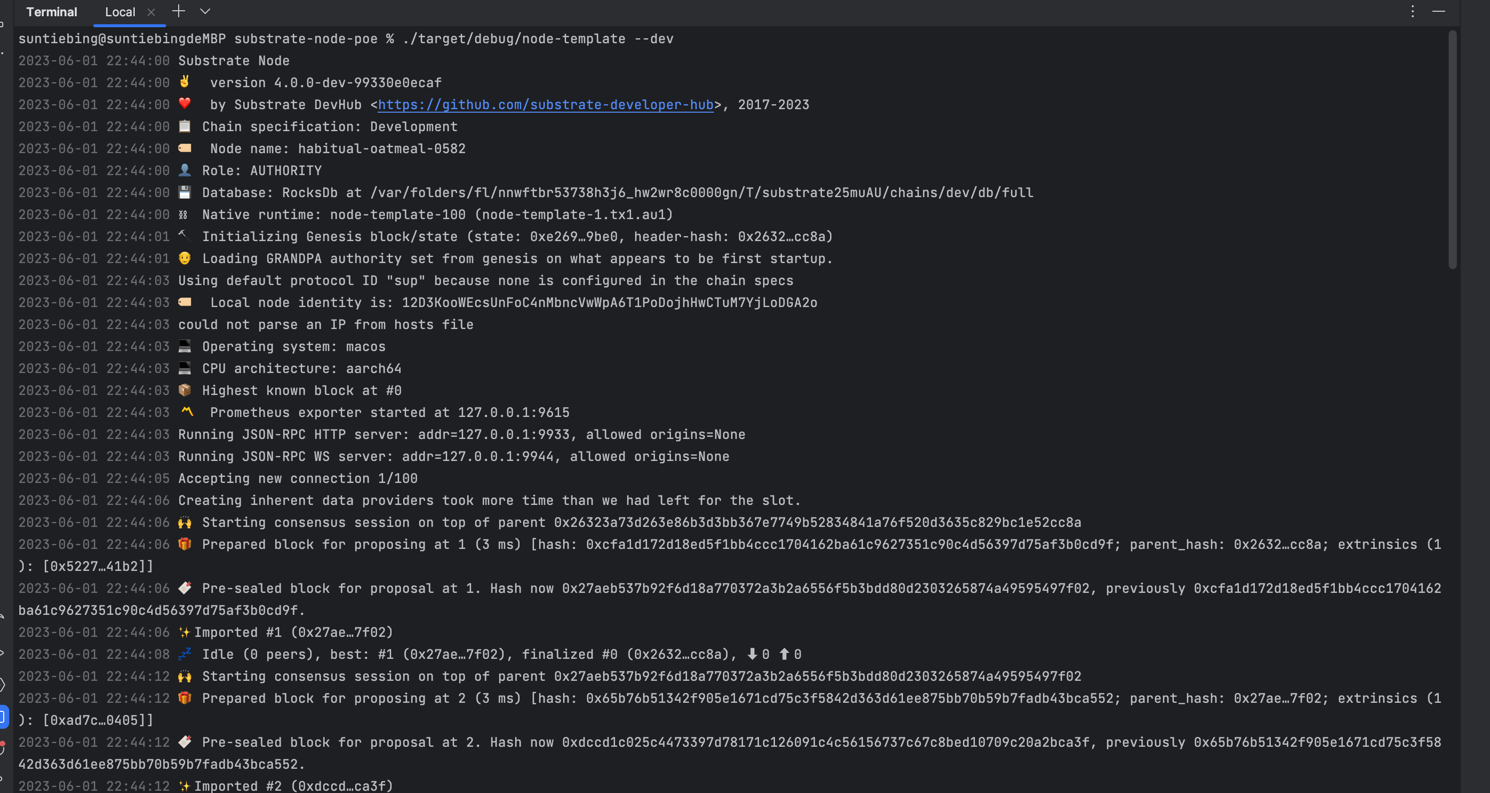 Terminal Local
suntiebing@suntiebingdeMBP substrate-node-poe % ./target/debug/node-template --dev
2023-06-01 22:44:00 Substrate Node
2023-06-01 22:44:00 ✌️  version 4.0.0-dev-99330e0ecaf
2023-06-01 22:44:00 ❤️  by Substrate DevHub <https://github.com/substrate-developer-hub>, 2017-2023
2023-06-01 22:44:00 📋 Chain specification: Development
2023-06-01 22:44:00 🏷  Node name: habitual-oatmeal-0582
2023-06-01 22:44:00 👤 Role: AUTHORITY
2023-06-01 22:44:00 💾 Database: RocksDb at /var/folders/fl/nnwftbr53738h3j6_hw2wr8c0000gn/T/substrate25muAU/chains/dev/db/full
2023-06-01 22:44:00 ⛓  Native runtime: node-template-100 (node-template-1.tx1.au1)
2023-06-01 22:44:01 🔨 Initializing Genesis block/state (state: 0xe269…9be0, header-hash: 0x2632…cc8a)
2023-06-01 22:44:01 👴 Loading GRANDPA authority set from genesis on what appears to be first startup.
2023-06-01 22:44:03 Using default protocol ID "sup" because none is configured in the chain specs
2023-06-01 22:44:03 🏷  Local node identity is: 12D3KooWEcsUnFoC4nMbncVwWpA6T1PoDojhHwCTuM7YjLoDGA2o
2023-06-01 22:44:03 could not parse an IP from hosts file
2023-06-01 22:44:03 💻 Operating system: macos
2023-06-01 22:44:03 💻 CPU architecture: aarch64
2023-06-01 22:44:03 📦 Highest known block at #0
2023-06-01 22:44:03 〽️  Prometheus exporter started at 127.0.0.1:9615
2023-06-01 22:44:03 Running JSON-RPC HTTP server: addr=127.0.0.1:9933, allowed origins=None
2023-06-01 22:44:03 Running JSON-RPC WS server: addr=127.0.0.1:9944, allowed origins=None
2023-06-01 22:44:05 Accepting new connection 1/100
2023-06-01 22:44:06 Creating inherent data providers took more time than we had left for the slot.
2023-06-01 22:44:06 🙌 Starting consensus session on top of parent 0x26323a73d263e86b3d3bb367e7749b52834841a76f520d3635c829bc1e52cc8a
2023-06-01 22:44:06 🎁 Prepared block for proposing at 1 (3 ms) [hash: 0xcfa1d172d18ed5f1bb4ccc1704162ba61c9627351c90c4d56397d75af3b0cd9f; parent_hash: 0x2632…cc8a; extrinsics (1
): [0x5227…41b2]]
2023-06-01 22:44:06 🔖 Pre-sealed block for proposal at 1. Hash now 0x27aeb537b92f6d18a770372a3b2a6556f5b3bdd80d2303265874a49595497f02, previously 0xcfa1d172d18ed5f1bb4ccc1704162
ba61c9627351c90c4d56397d75af3b0cd9f.
2023-06-01 22:44:06 ✨ Imported #1 (0x27ae…7f02)
2023-06-01 22:44:08 💤 Idle (0 peers), best: #1 (0x27ae…7f02), finalized #0 (0x2632…cc8a), ⬇ 0 ⬆ 0
2023-06-01 22:44:12 🙌 Starting consensus session on top of parent 0x27aeb537b92f6d18a770372a3b2a6556f5b3bdd80d2303265874a49595497f02
2023-06-01 22:44:12 🎁 Prepared block for proposing at 2 (3 ms) [hash: 0x65b76b51342f905e1671cd75c3f5842d363d61ee875bb70b59b7fadb43bca552; parent_hash: 0x27ae…7f02; extrinsics (1
): [0xad7c…0405]]
2023-06-01 22:44:12 🔖 Pre-sealed block for proposal at 2. Hash now 0xdccd1c025c4473397d78171c126091c4c56156737c67c8bed10709c20a2bca3f, previously 0x65b76b51342f905e1671cd75c3f58
42d363d61ee875bb70b59b7fadb43bca552.
2023-06-01 22:44:12 ✨ Imported #2 (0xdccd…ca3f)